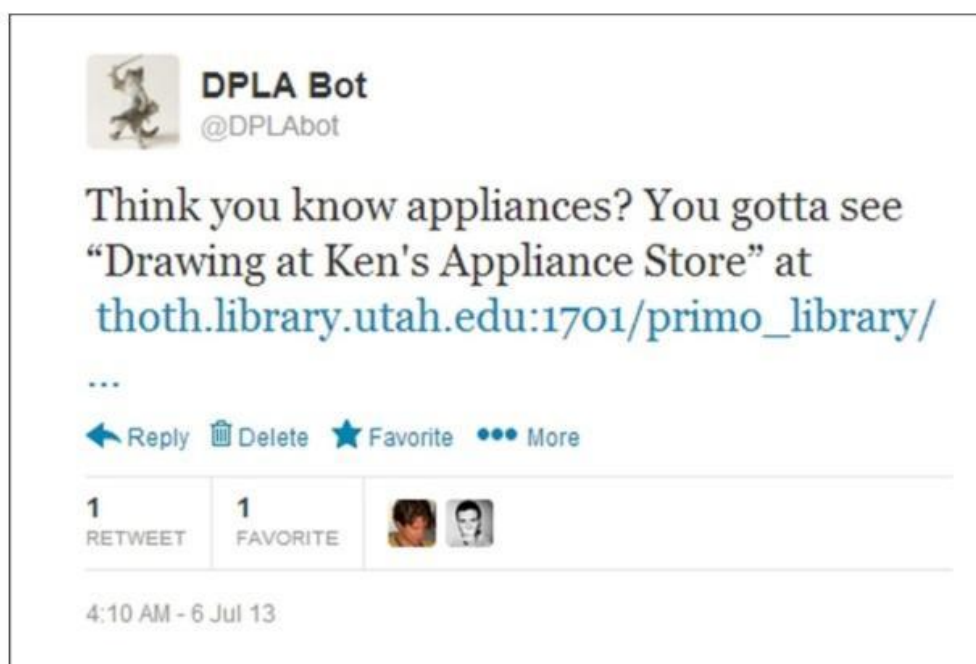 DPLA Bot
@DPLAbot
Think you know appliances? You gotta see
“Drawing at Ken's Appliance Store” at
thoth.library.utah.edu:1701/primo_library/
...
Reply Delete Favorite ••• More
1 1
RETWEET FAVORITE
4:10 AM - 6 Jul 13